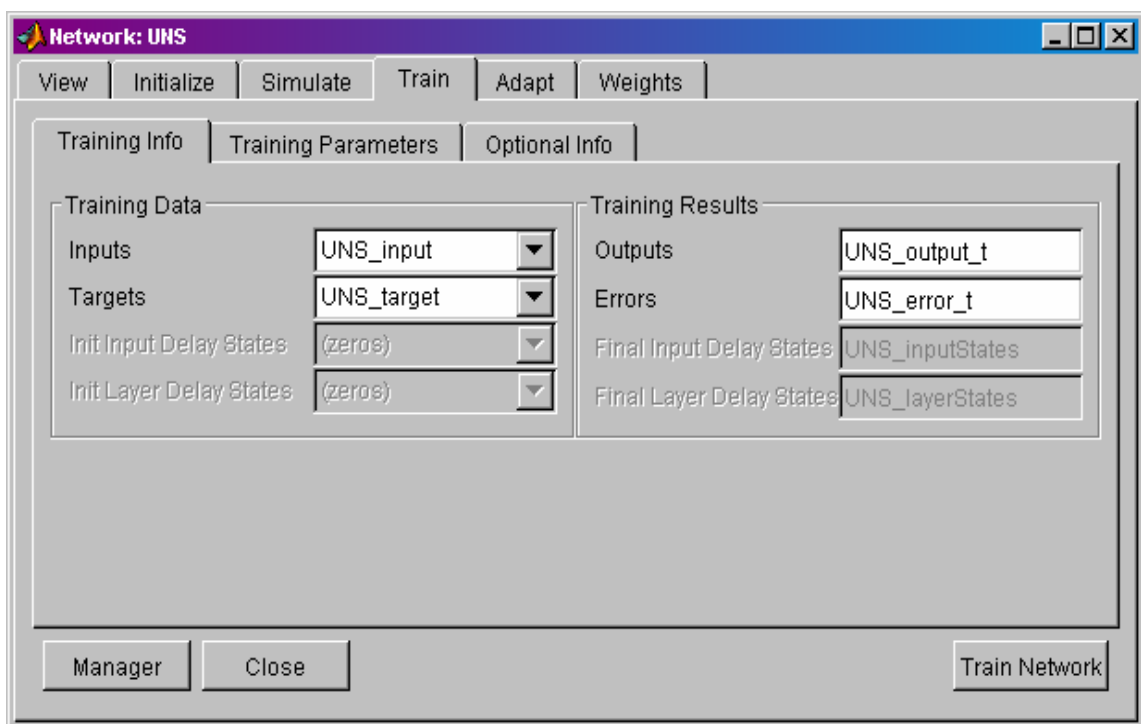 Network: UNS
View Initialize Simulate Train Adapt Weights
Training Info Training Parameters Optional Info
Training Data
Inputs UNS_input
Targets UNS_target
Init Input Delay States (zeros)
Init Layer Delay States (zeros)
Training Results
Outputs UNS_output_t
Errors UNS_error_t
Final Input Delay States UNS_inputStates
Final Layer Delay States UNS_layerStates
Manager Close Train Network